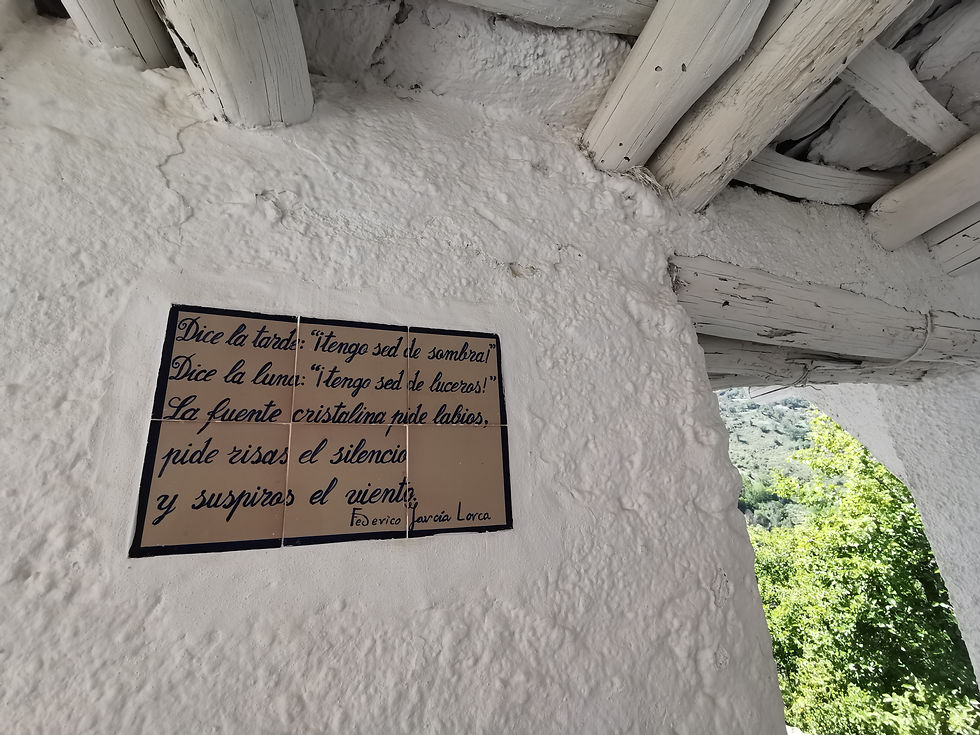 Dice la tarde: "¡tengo sed de sombra!"
Dice la luna: "¡tengo sed de luceros!"
La fuente cristalina pide labios,
pide risas el silencio
y suspiros el viento.
Federico García Lorca